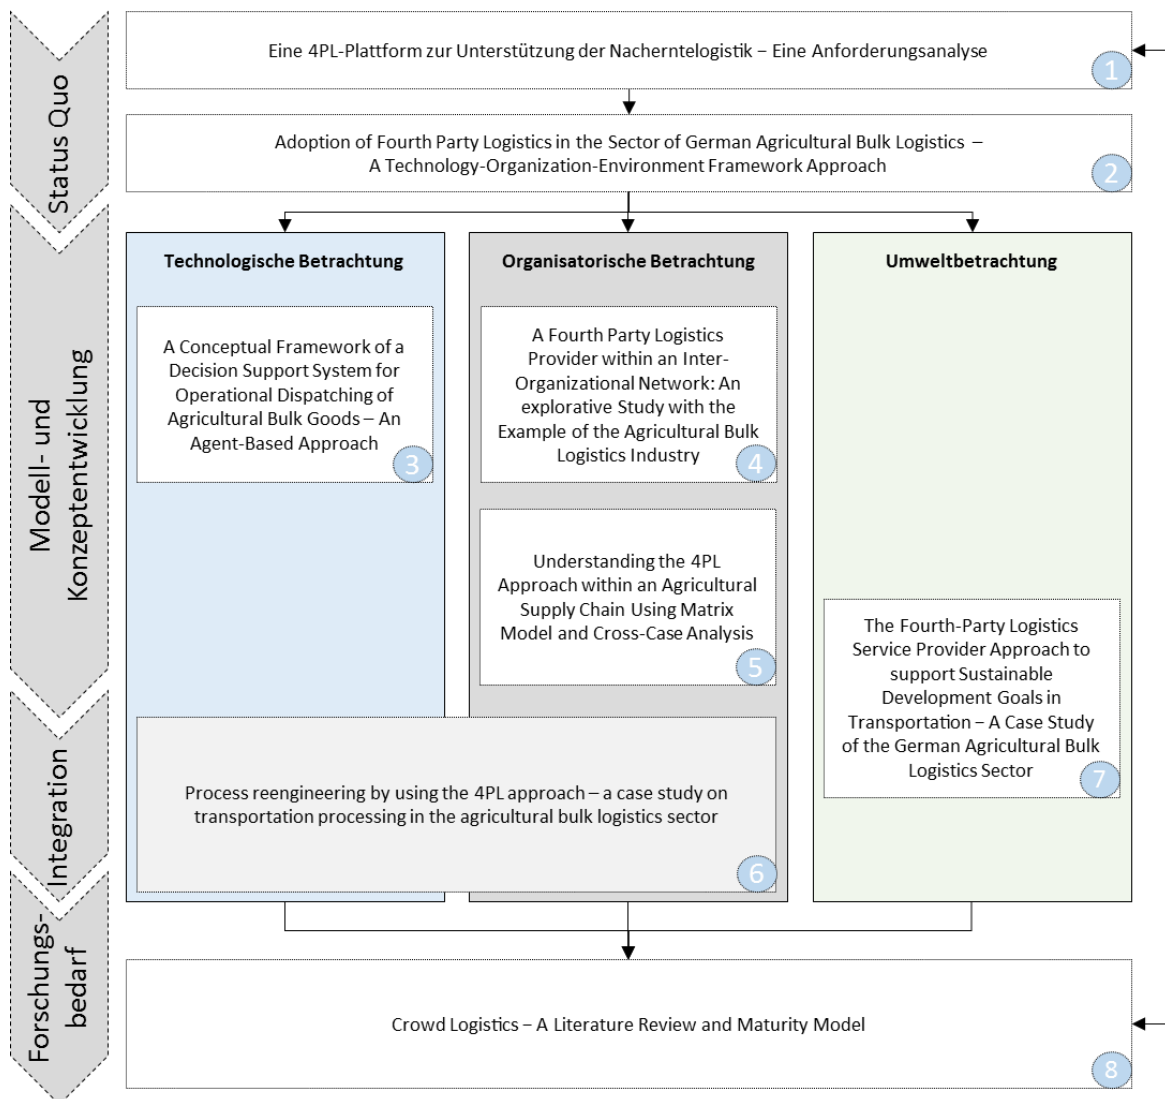 Status Quo
Eine 4PL-Plattform zur Unterstützung der Nacherntelogistik – Eine Anforderungsanalyse
1
Adoption of Fourth Party Logistics in the Sector of German Agricultural Bulk Logistics –
A Technology-Organization-Environment Framework Approach
2
Modell- und
Konzeptentwicklung
Technologische Betrachtung
A Conceptual Framework of a
Decision Support System for
Operational Dispatching of
Agricultural Bulk Goods – An
Agent-Based Approach
3
Organisatorische Betrachtung
A Fourth Party Logistics
Provider within an Inter-
Organizational Network: An
explorative Study with the
Example of the Agricultural Bulk
Logistics Industry
4
Understanding the 4PL
Approach within an Agricultural
Supply Chain Using Matrix
Model and Cross-Case Analysis
5
Umweltbetrachtung
The Fourth-Party Logistics
Service Provider Approach to
support Sustainable
Development Goals in
Transportation – A Case Study
of the German Agricultural Bulk
Logistics Sector
7
Integration
Process reengineering by using the 4PL approach – a case study on
transportation processing in the agricultural bulk logistics sector
6
Forschungs-
bedarf
Crowd Logistics – A Literature Review and Maturity Model
8